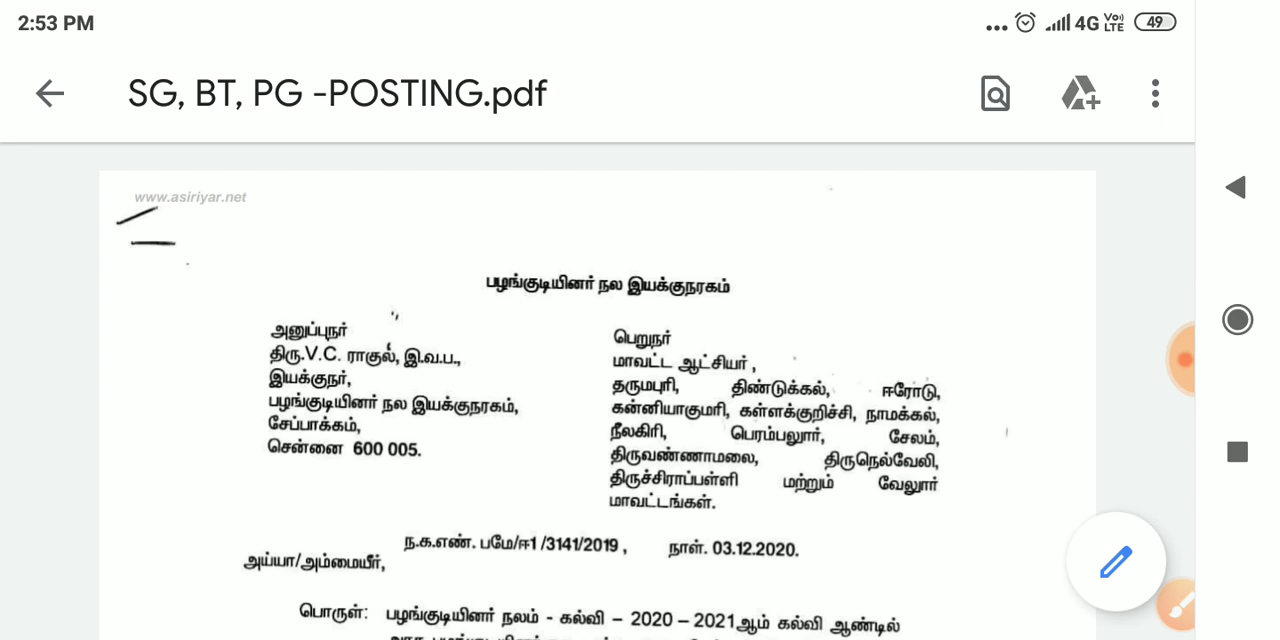 2:53 PM
4G Vo) LTE 49
SG, BT, PG -POSTING.pdf
www.asiriyar.net
பழங்குடியினர் நல இயக்குநரகம்
அனுப்புநர்
திரு.V.C. ராகுல், இ.வ.ப.,
இயக்குநர்,
பழங்குடியினர் நல இயக்குநரகம்,
சேப்பாக்கம்,
சென்னை 600 005.
பெறுநர்
மாவட்ட ஆட்சியர்,
தருமபுரி, திண்டுக்கல், ஈரோடு,
கன்னியாகுமரி, கள்ளக்குறிச்சி, நாமக்கல்,
நீலகிரி, பெரம்பலூர், சேலம்,
திருவண்ணாமலை, திருநெல்வேலி,
திருச்சிராப்பள்ளி மற்றும் வேலூர்
மாவட்டங்கள்.
ந.க.எண். பமே/ஈ1 /3141/2019 , நாள். 03.12.2020.
அய்யா/அம்மையீர்,
பொருள்: பழங்குடியினர் நலம் - கல்வி – 2020 – 2021ஆம் கல்வி ஆண்டில்